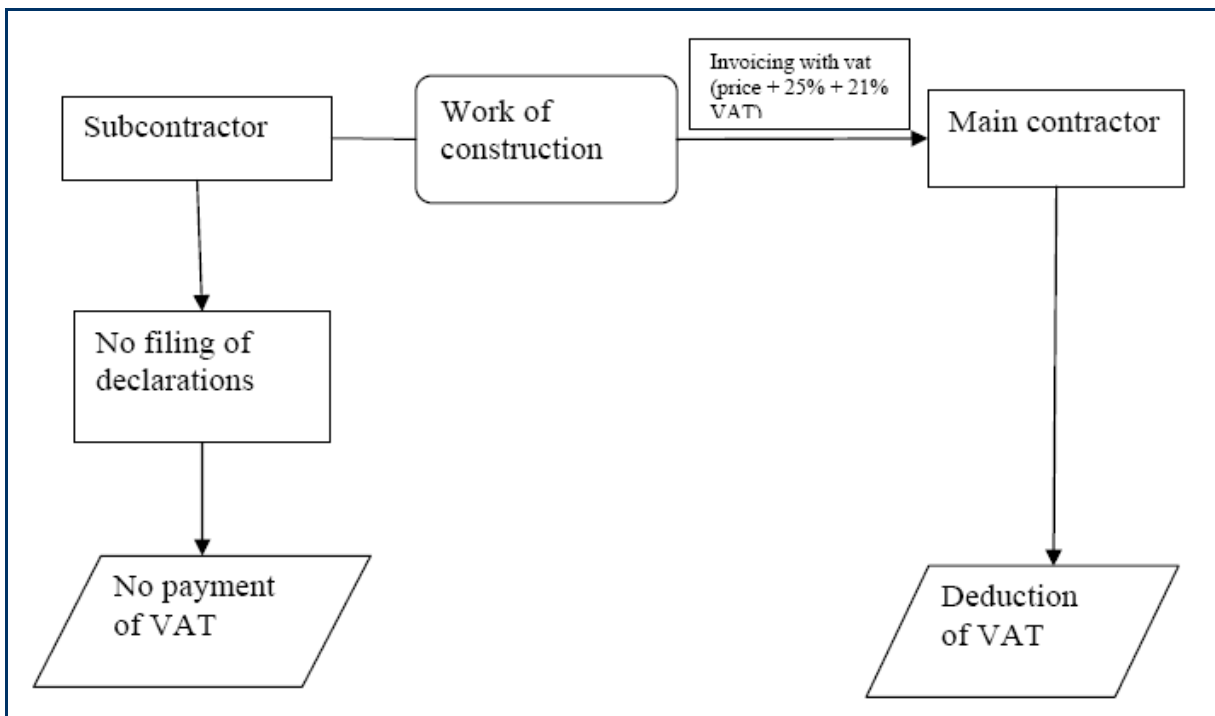 Invoicing with vat
(price + 25% + 21%
VAT)
Subcontractor
Work of
construction
Main contractor
No filing of
declarations
No payment
of VAT
Deduction
of VAT